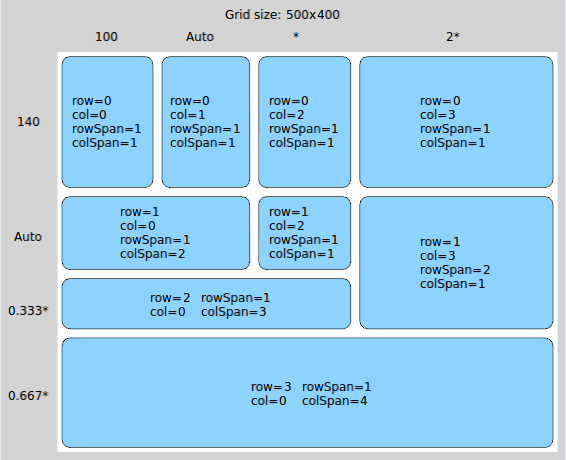 Grid size: 500x400
100 Auto * 2*
140
row=0
col=0
rowSpan=1
colSpan=1
row=0
col=1
rowSpan=1
colSpan=1
row=0
col=2
rowSpan=1
colSpan=1
row=0
col=3
rowSpan=1
colSpan=1
Auto
row=1
col=0
rowSpan=1
colSpan=2
row=1
col=2
rowSpan=1
colSpan=1
row=1
col=3
rowSpan=2
colSpan=1
0.333*
row=2 rowSpan=1
col=0 colSpan=3
0.667*
row=3 rowSpan=1
col=0 colSpan=4